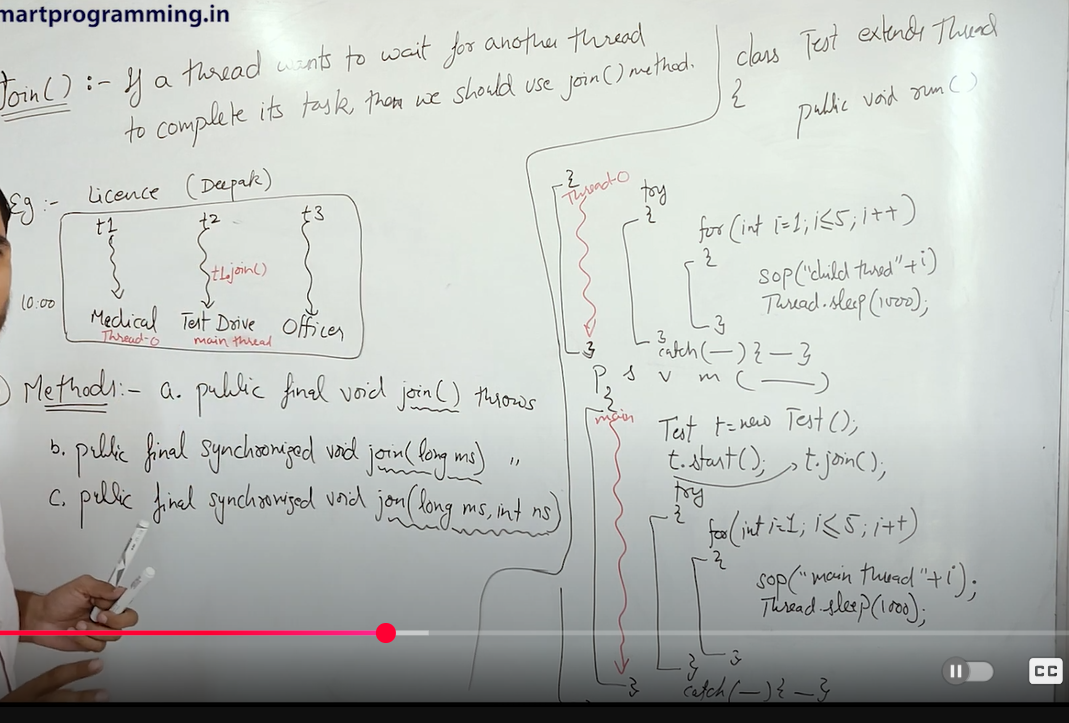 martprogramming.in
Join() :- If a thread wants to wait for another thread
to complete its task, then we should use join() method.
Eg :- Licence (Deepak)
t1 t2 t3
t1.join()
10:00
Medical Test Drive Officer
Thread-0 main thread
Methods:- a. public final void join() throws
b. public final synchronized void join(long ms) "
c. public final synchronized void jon(long ms, int ns)
class Test extends Thread
{
public void run()
{
Thread-0
try
{
for(int i=1; i≤5; i++)
{
sop("child thred"+i)
Thread.sleep(1000);
}
}
catch(—){—}
}
p s v m (——)
{
main
Test t=new Test();
t.start(); t.join();
try
{
for(int i=1; i≤5; i++)
{
sop("main thread"+i);
Thread.sleep(1000);
}
}
catch(—){—}
}
CC